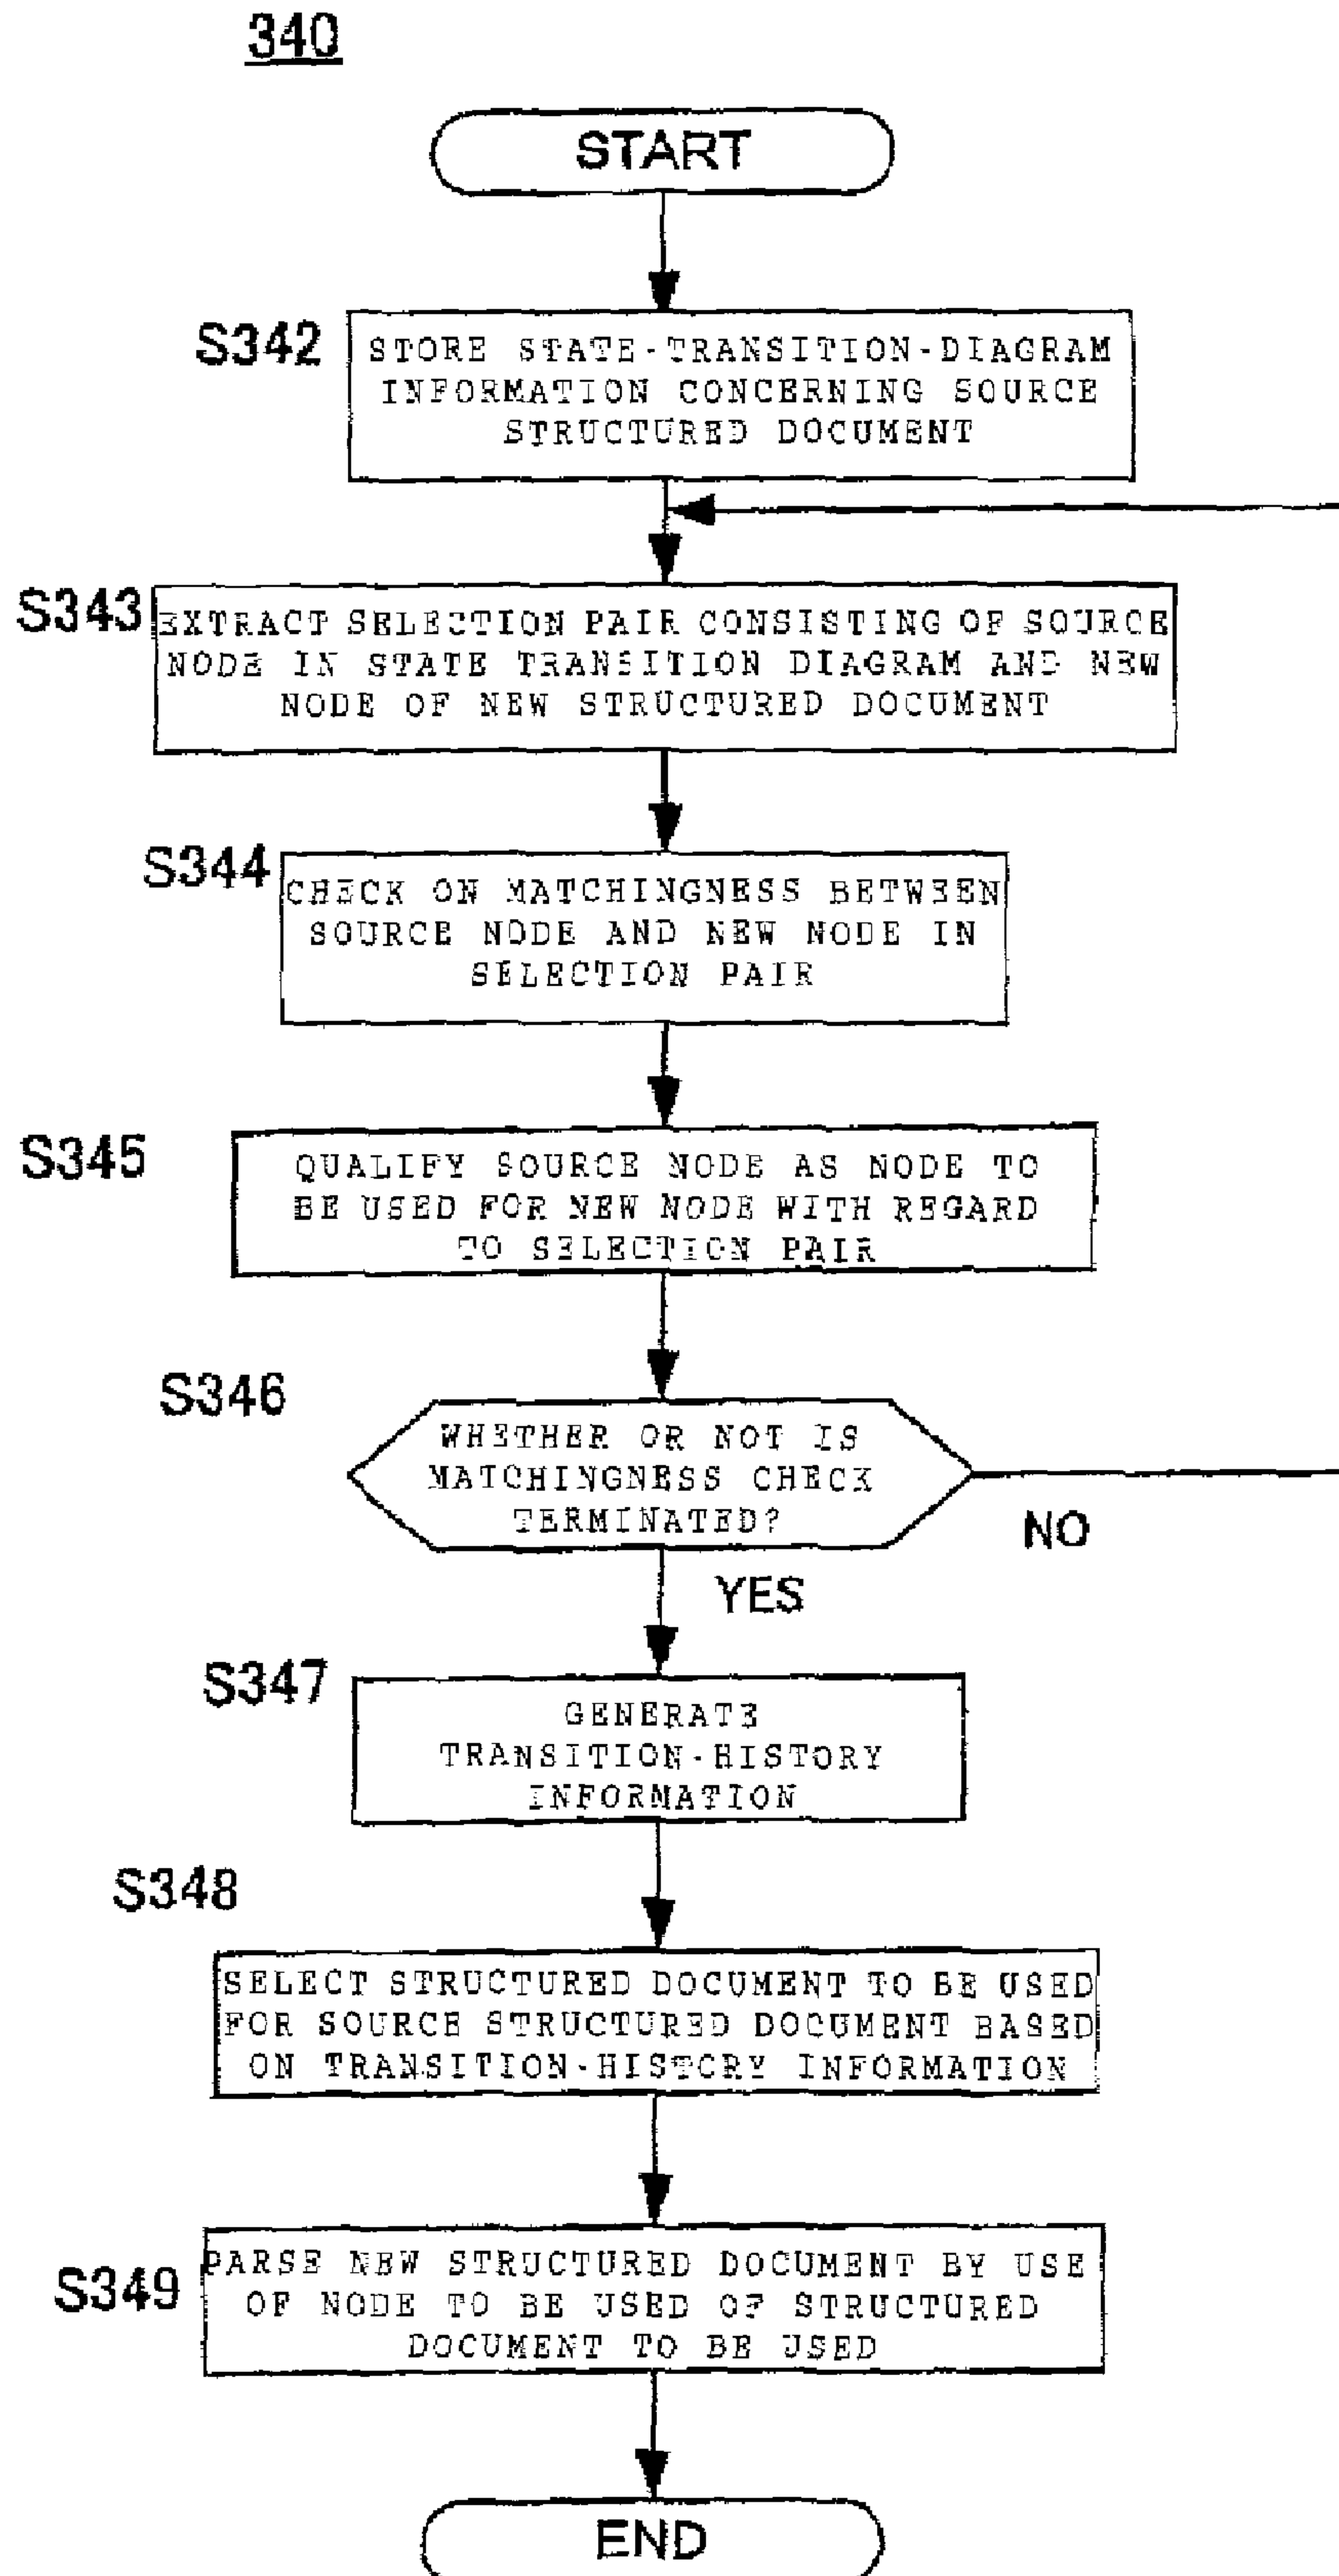 340
START
S342
STORE STATE-TRANSITION-DIAGRAM
INFORMATION CONCERNING SOURCE
STRUCTURED DOCUMENT
S343
EXTRACT SELECTION PAIR CONSISTING OF SOURCE
NODE IN STATE TRANSITION DIAGRAM AND NEW
NODE OF NEW STRUCTURED DOCUMENT
S344
CHECK ON MATCHINGNESS BETWEEN
SOURCE NODE AND NEW NODE IN
SELECTION PAIR
S345
QUALIFY SOURCE NODE AS NODE TO
BE USED FOR NEW NODE WITH REGARD
TO SELECTION PAIR
S346
WHETHER OR NOT IS
MATCHINGNESS CHECK
TERMINATED?
NO
YES
S347
GENERATE
TRANSITION-HISTORY
INFORMATION
S348
SELECT STRUCTURED DOCUMENT TO BE USED
FOR SOURCE STRUCTURED DOCUMENT BASED
ON TRANSITION-HISTORY INFORMATION
S349
PARSE NEW STRUCTURED DOCUMENT BY USE
OF NODE TO BE USED OF STRUCTURED
DOCUMENT TO BE USED
END